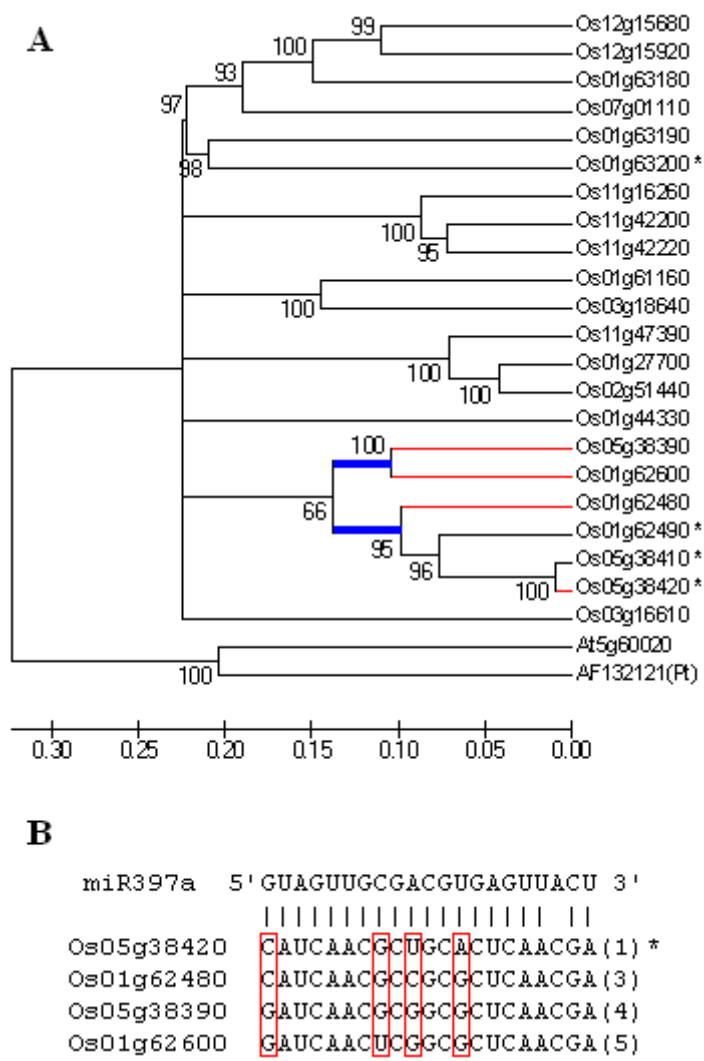 A
99
Os12g15680
Os12g15920
100
Os01g63180
93
Os07g01110
97
Os01g63190
98
Os01g63200 *
Os11g16260
100
Os11g42200
95
Os11g42220
Os01g61160
100
Os03g18640
Os11g47390
100
Os01g27700
100
Os02g51440
Os01g44330
100
Os05g38390
Os01g62600
66
Os01g62480
95
Os01g62490 *
96
Os05g38410 *
100
Os05g38420 *
Os03g16610
At5g60020
100
AF132121(Pt)
0.30 0.25 0.20 0.15 0.10 0.05 0.00
B
miR397a 5'GUAGUUGCGACGUGAGUUACU 3'
Os05g38420 CAUCAACGCUGCACUCAACGA(1) *
Os01g62480 CAUCAACGCCGCGCUCAACGA(3)
Os05g38390 GAUCAACGCGGCGCUCAACGA(4)
Os01g62600 GAUCAACUCGGCGCUCAACGA(5)